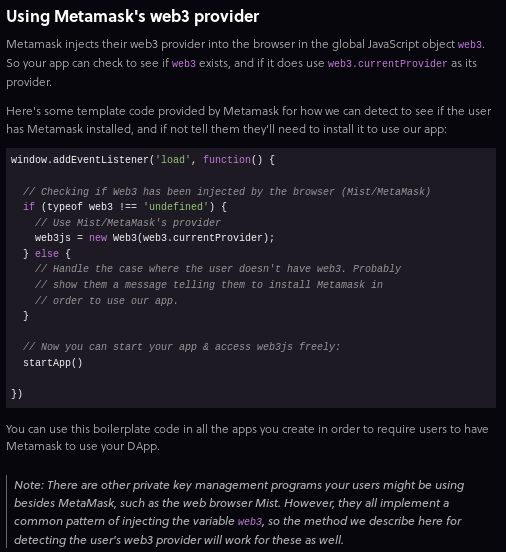 Using Metamask's web3 provider
Metamask injects their web3 provider into the browser in the global JavaScript object web3.
So your app can check to see if web3 exists, and if it does use web3.currentProvider as its
provider.
Here's some template code provided by Metamask for how we can detect to see if the user
has Metamask installed, and if not tell them they'll need to install it to use our app:
window.addEventListener('load', function() {
  // Checking if Web3 has been injected by the browser (Mist/MetaMask)
  if (typeof web3 !== 'undefined') {
    // Use Mist/MetaMask's provider
    web3js = new Web3(web3.currentProvider);
  } else {
    // Handle the case where the user doesn't have web3. Probably
    // show them a message telling them to install Metamask in
    // order to use our app.
  }
  // Now you can start your app & access web3js freely:
  startApp()
})
You can use this boilerplate code in all the apps you create in order to require users to have
Metamask to use your DApp.
Note: There are other private key management programs your users might be using
besides MetaMask, such as the web browser Mist. However, they all implement a
common pattern of injecting the variable web3, so the method we describe here for
detecting the user's web3 provider will work for these as well.